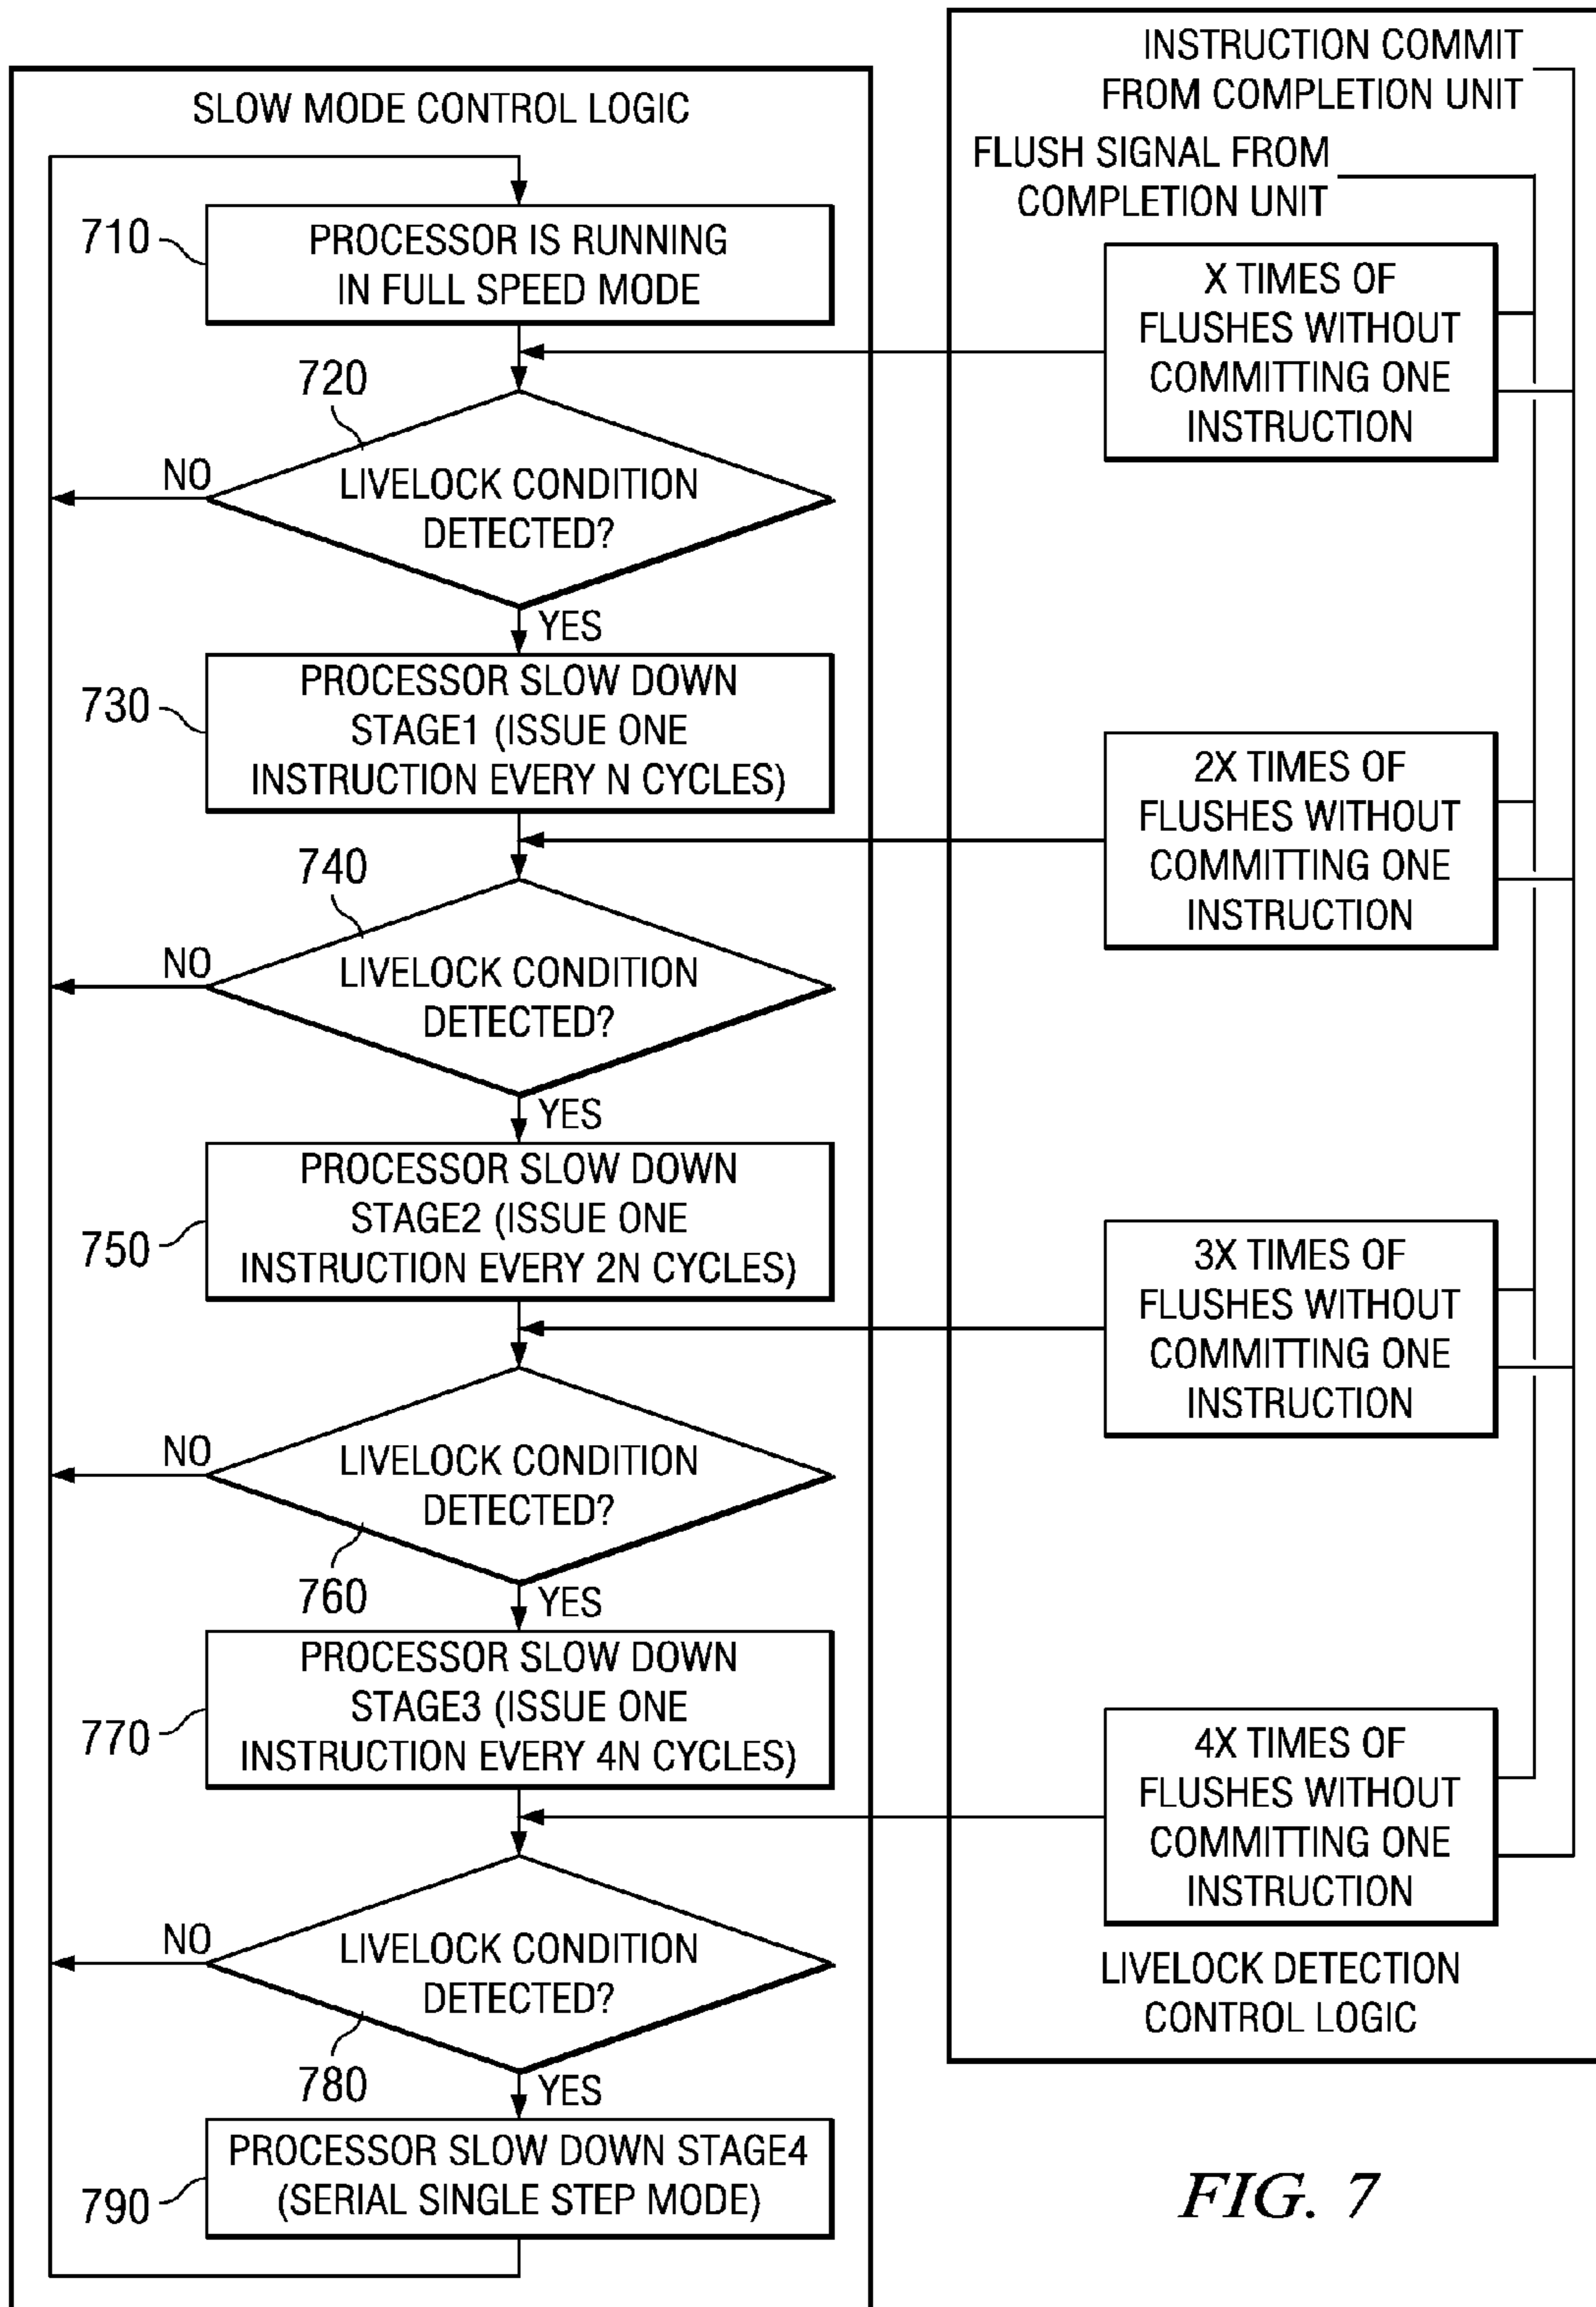 SLOW MODE CONTROL LOGIC
710
PROCESSOR IS RUNNING
IN FULL SPEED MODE
720
LIVELOCK CONDITION
DETECTED?
NO
YES
730
PROCESSOR SLOW DOWN
STAGE1 (ISSUE ONE
INSTRUCTION EVERY N CYCLES)
740
LIVELOCK CONDITION
DETECTED?
NO
YES
750
PROCESSOR SLOW DOWN
STAGE2 (ISSUE ONE
INSTRUCTION EVERY 2N CYCLES)
LIVELOCK CONDITION
DETECTED?
NO
760
YES
770
PROCESSOR SLOW DOWN
STAGE3 (ISSUE ONE
INSTRUCTION EVERY 4N CYCLES)
LIVELOCK CONDITION
DETECTED?
NO
780
YES
790
PROCESSOR SLOW DOWN STAGE4
(SERIAL SINGLE STEP MODE)
INSTRUCTION COMMIT
FROM COMPLETION UNIT
FLUSH SIGNAL FROM
COMPLETION UNIT
X TIMES OF
FLUSHES WITHOUT
COMMITTING ONE
INSTRUCTION
2X TIMES OF
FLUSHES WITHOUT
COMMITTING ONE
INSTRUCTION
3X TIMES OF
FLUSHES WITHOUT
COMMITTING ONE
INSTRUCTION
4X TIMES OF
FLUSHES WITHOUT
COMMITTING ONE
INSTRUCTION
LIVELOCK DETECTION
CONTROL LOGIC
FIG. 7